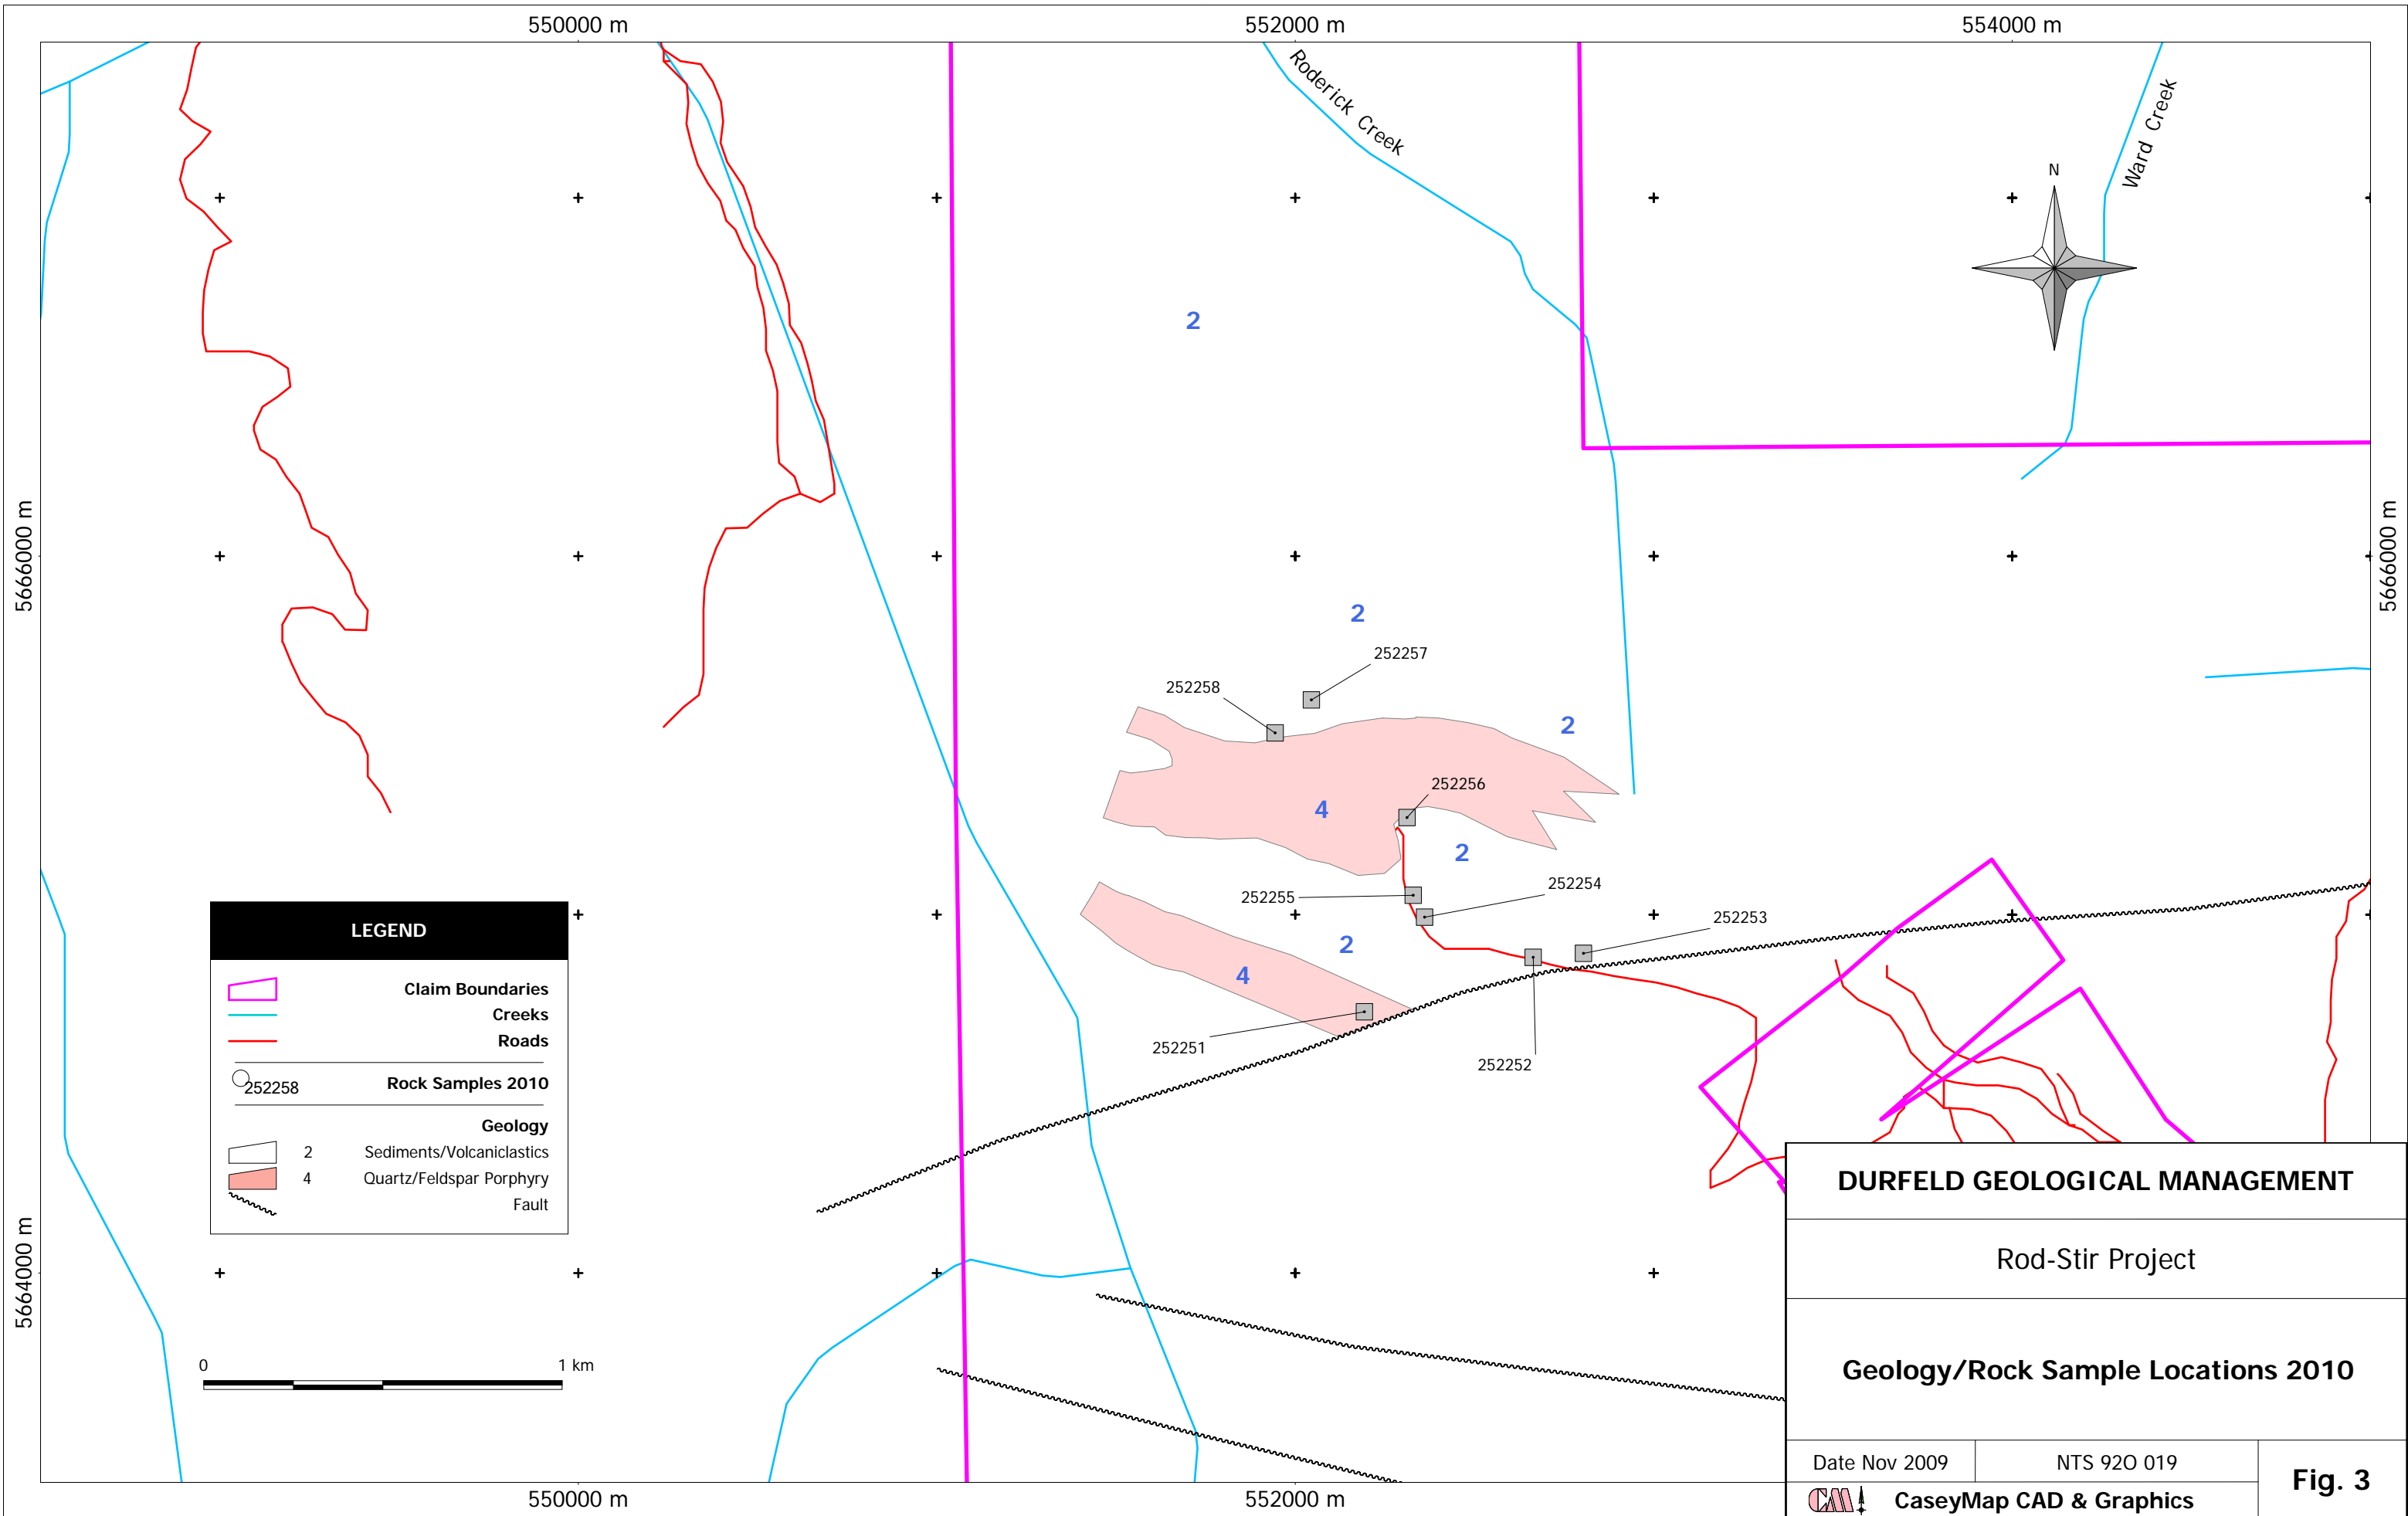 550000 m
552000 m
554000 m
Roderick Creek
Ward Creek
N
2
5666000 m
5666000 m
2
252257
252258
2
252256
4
2
252255
252254
252253
2
4
252251
252252
LEGEND
Claim Boundaries
Creeks
Roads
252258 Rock Samples 2010
Geology
2 Sediments/Volcaniclastics
4 Quartz/Feldspar Porphyry
Fault
5664000 m
0 1 km
DURFELD GEOLOGICAL MANAGEMENT
Rod-Stir Project
Geology/Rock Sample Locations 2010
Date Nov 2009 NTS 92O 019
Fig. 3
CM CaseyMap CAD & Graphics
550000 m
552000 m